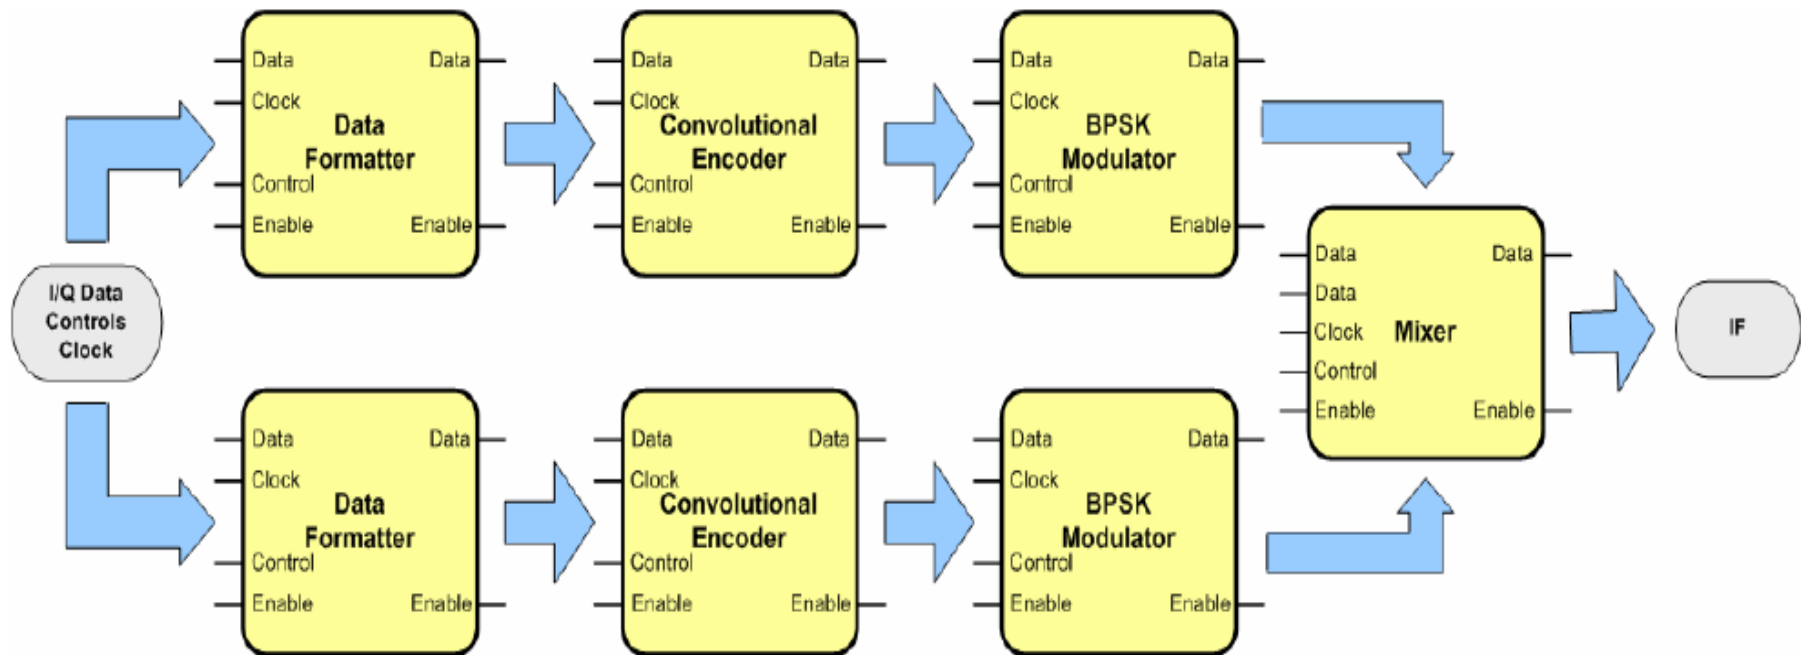 Data Data
Clock
Data
Formatter
Control
Enable Enable
Data Data
Clock
Convolutional
Encoder
Control
Enable Enable
Data Data
Clock
BPSK
Modulator
Control
Enable Enable
I/Q Data
Controls
Clock
Data Data
Data
Clock
Mixer
Control
Enable Enable
IF
Data Data
Clock
Data
Formatter
Control
Enable Enable
Data Data
Clock
Convolutional
Encoder
Control
Enable Enable
Data Data
Clock
BPSK
Modulator
Control
Enable Enable